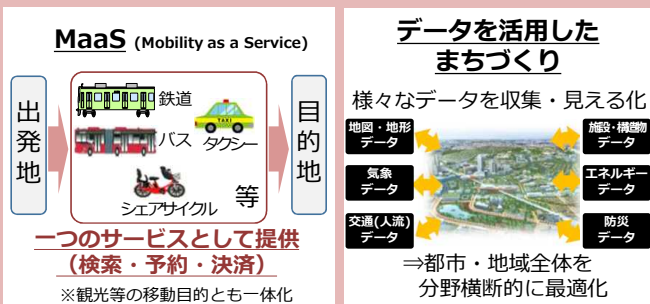 MaaS (Mobility as a Service)
出発地
鉄道
バス
TAXI
タクシー
シェアサイクル
等
目的地
一つのサービスとして提供
（検索・予約・決済）
※観光等の移動目的とも一体化
データを活用した
まちづくり
様々なデータを収集・見える化
地図・地形
データ
気象
データ
交通(人流)
データ
施設・構造物
データ
エネルギー
データ
防災
データ
⇒都市・地域全体を
分野横断的に最適化